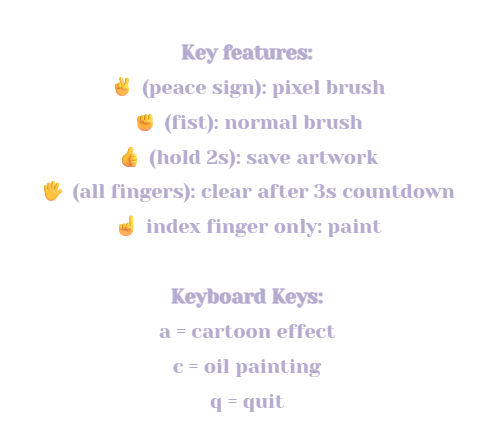 Key features:
✌️ (peace sign): pixel brush
✊ (fist): normal brush
👍 (hold 2s): save artwork
🖐️ (all fingers): clear after 3s countdown
☝️ index finger only: paint
Keyboard Keys:
a = cartoon effect
c = oil painting
q = quit